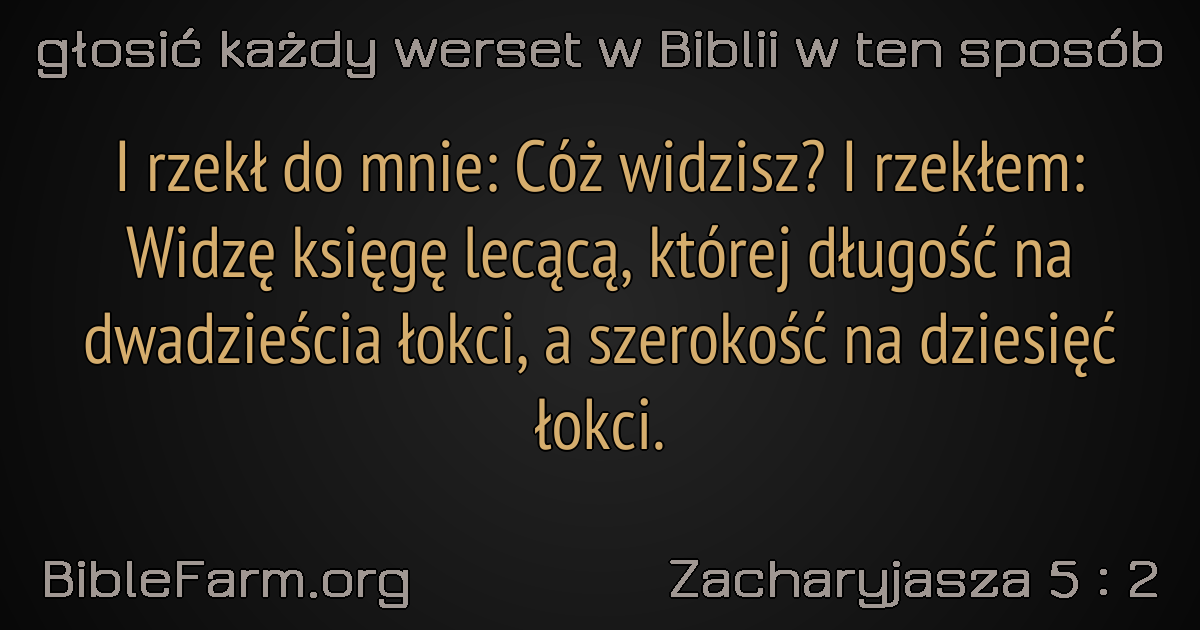 głosić każdy werset w Biblii w ten sposób
I rzekł do mnie: Cóż widzisz? I rzekłem:
Widzę księgę lecącą, której długość na
dwadzieścia łokci, a szerokość na dziesięć
łokci.
BibleFarm.org
Zacharyjasza 5 : 2